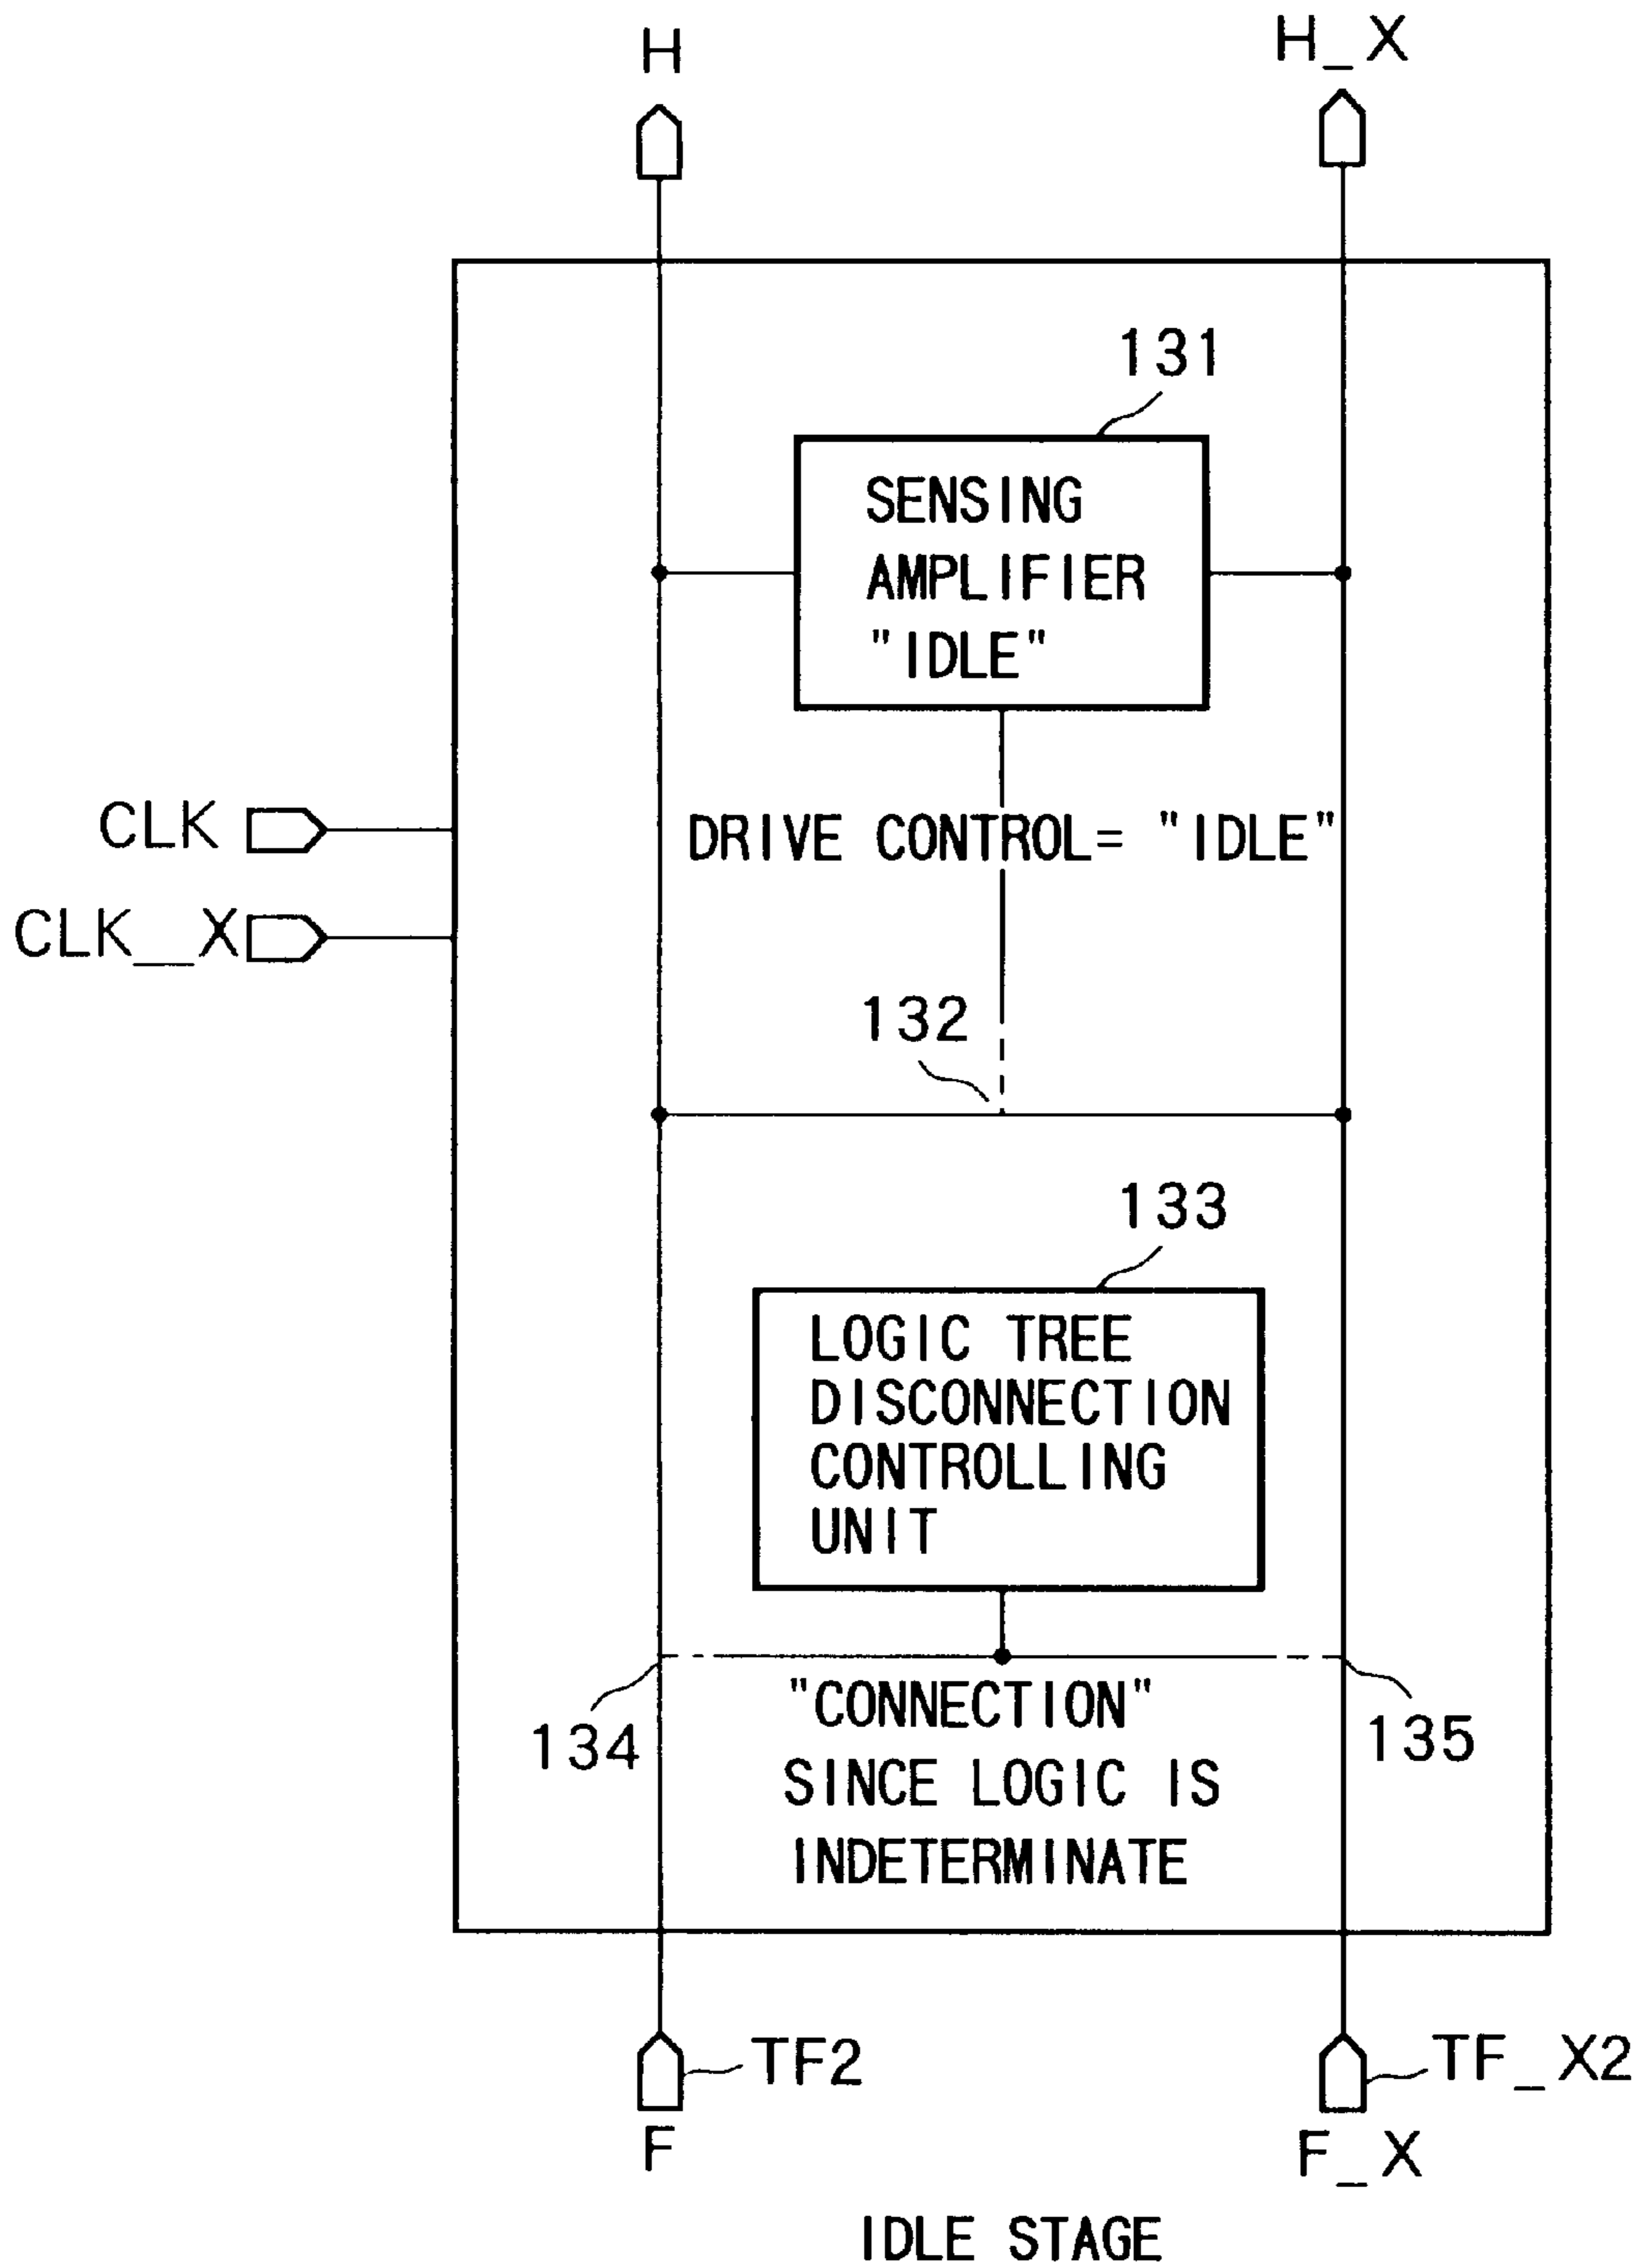 H
H_X
131
SENSING
AMPLIFIER
"IDLE"
CLK
DRIVE CONTROL= "IDLE"
CLK__X
132
133
LOGIC TREE
DISCONNECTION
CONTROLLING
UNIT
134
"CONNECTION"
135
SINCE LOGIC IS
INDETERMINATE
TF2
TF_X2
F
F_X
IDLE STAGE